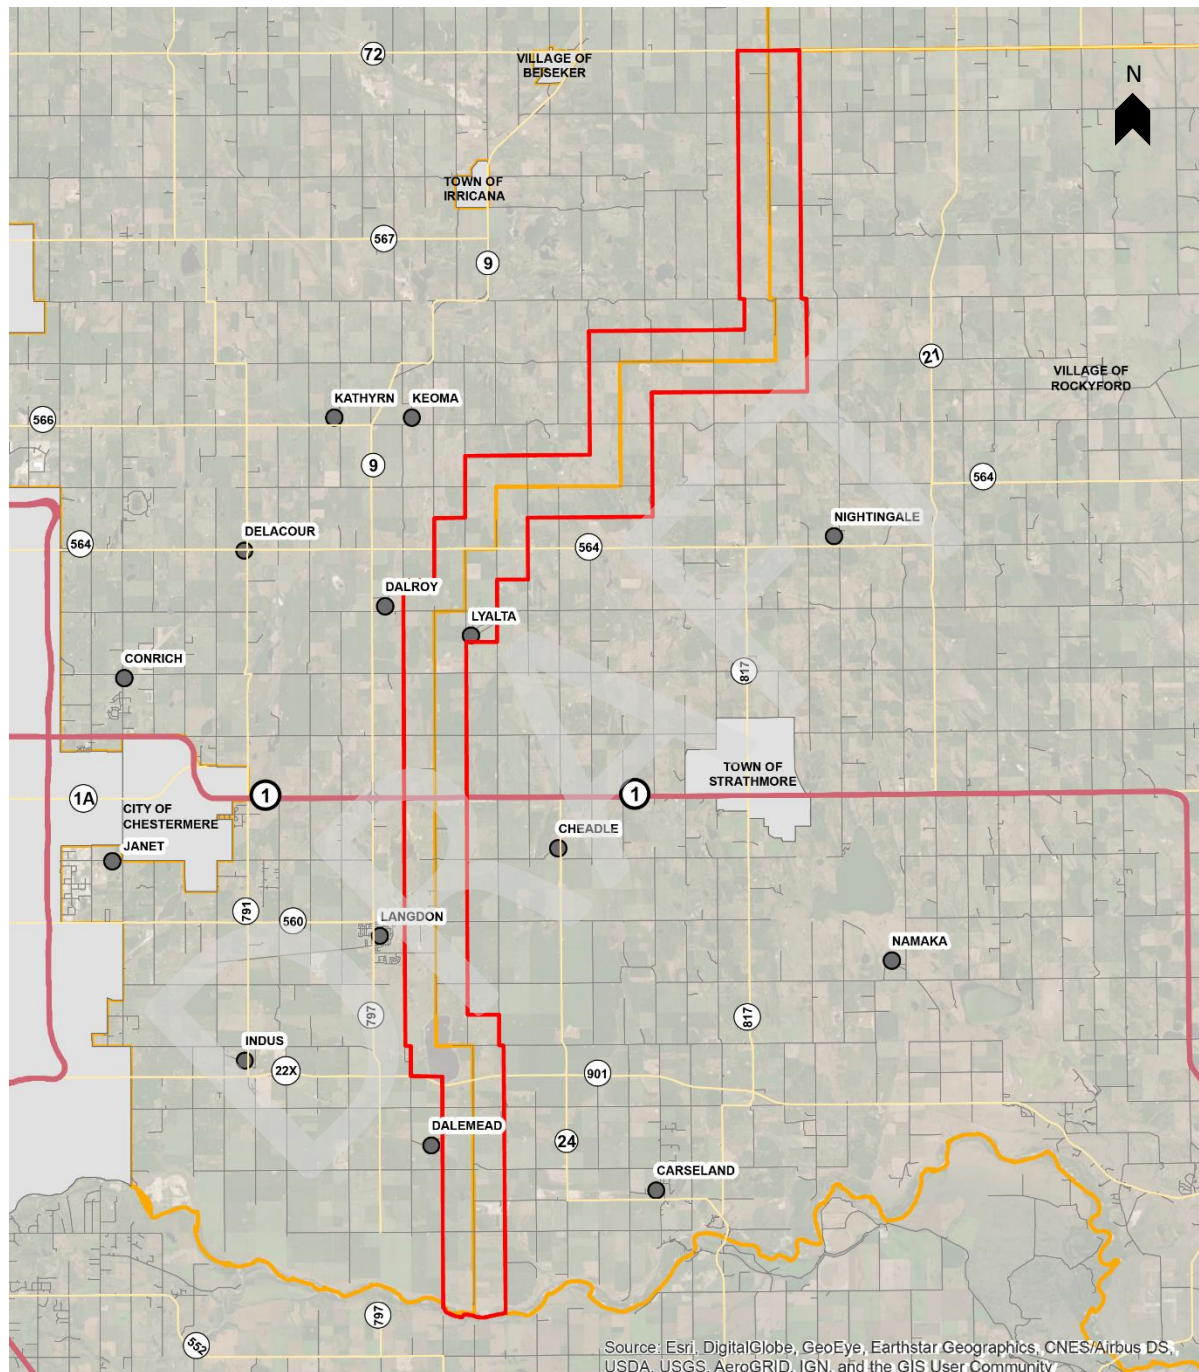 72
VILLAGE OF
BEISEKER
N
TOWN OF
IRRICANA
567
9
21
VILLAGE OF
ROCKYFORD
KATHYRN
KEOMA
566
9
564
NIGHTINGALE
DELACOUR
564
564
DALROY
LYALTA
CONRICH
817
TOWN OF
STRATHMORE
1A
1
1
CITY OF
CHESTERMERE
JANET
CHEADLE
791
560
LANGDON
NAMAKA
797
817
INDUS
22X
901
DALEMEAD
24
CARSELAND
797
552
DRAFT
Source: Esri, DigitalGlobe, GeoEye, Earthstar Geographics, CNES/Airbus DS,
USDA, USGS, AeroGRID, IGN, and the GIS User Community